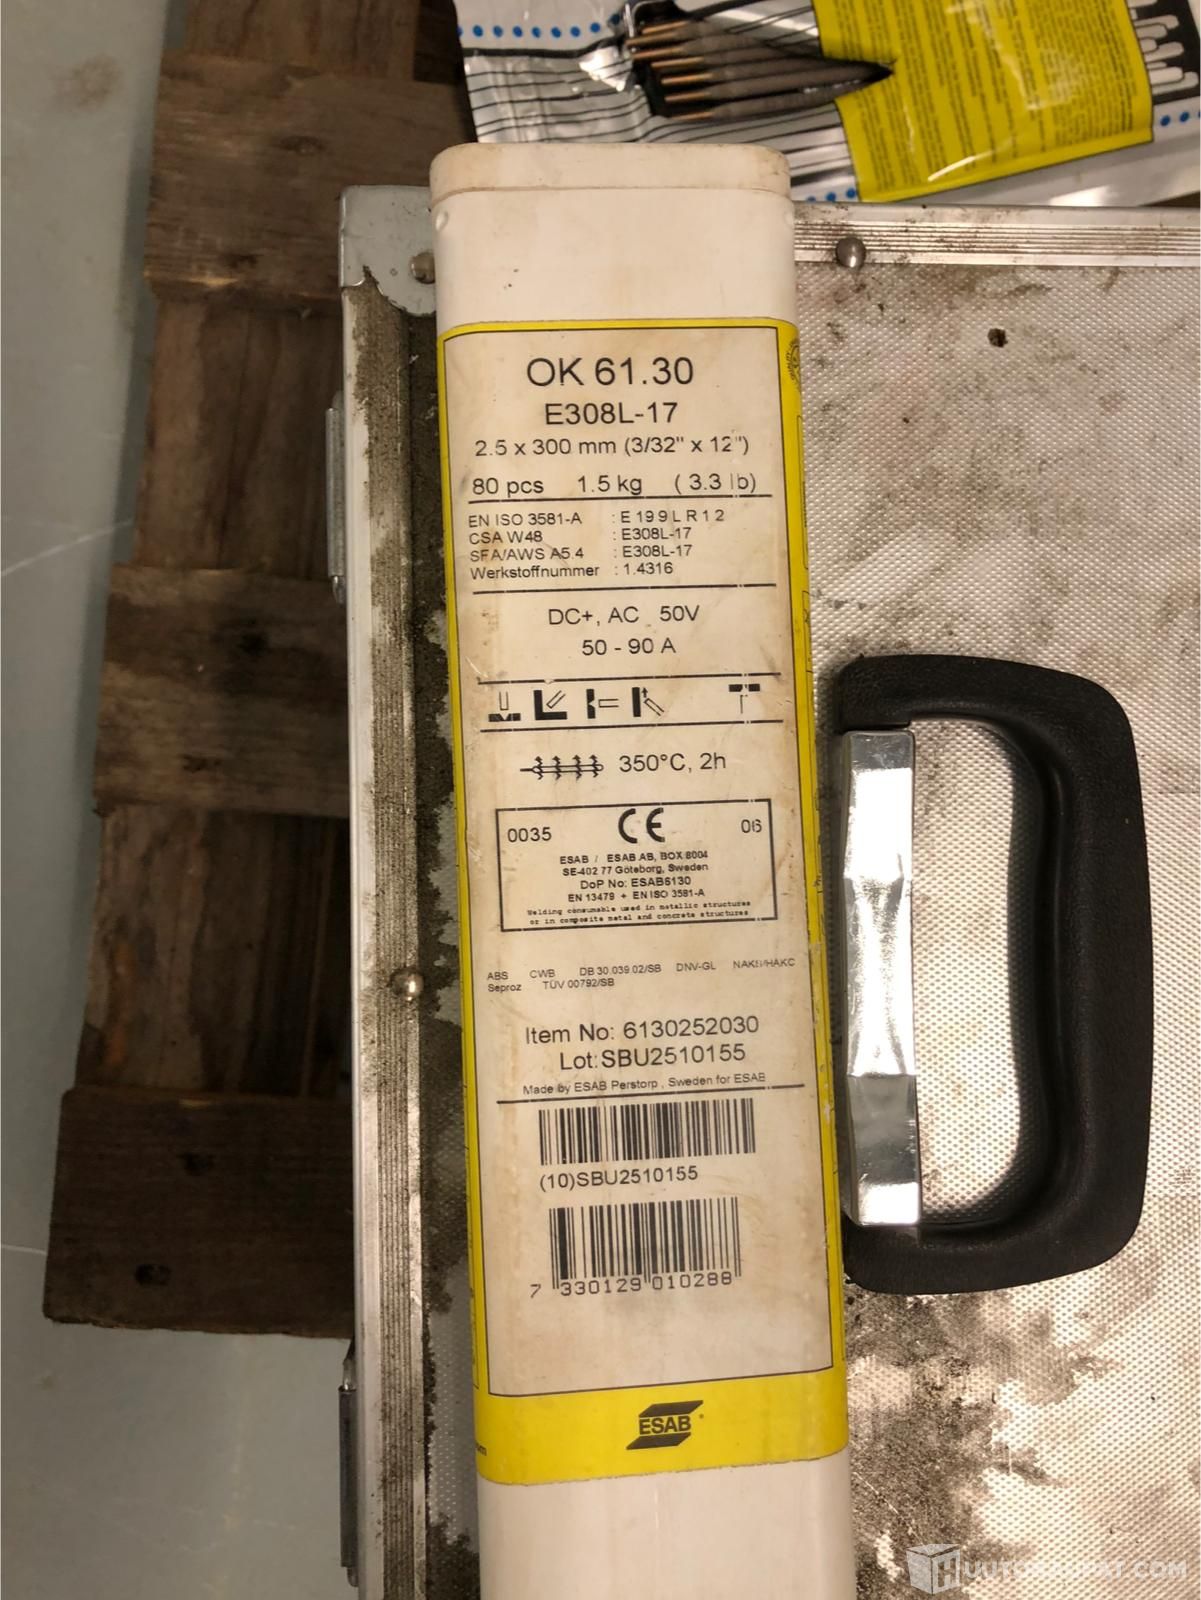 OK 61.30
E308L-17
2.5 x 300 mm (3/32" x 12")
80 pcs 1.5 kg (3.3 lb)
EN ISO 3581-A : E 19 9 L R 1 2
CSA W48 : E308L-17
SFA/AWS A5.4 : E308L-17
Werkstoffnummer : 1.4316
DC+, AC 50V
50 - 90 A
350°C, 2h
0035 CE 06
ESAB / ESAB AB, BOX 8004
SE-402 77 Göteborg, Sweden
DoP No: ESAB6130
EN 13479 + EN ISO 3581-A
Welding consumable used in metallic structures
or in composite metal and concrete structures
ABS CWB DB 30.039.02/SB DNV-GL NAKS/HAKC
Seproz TÜV 00792/SB
Item No: 6130252030
Lot: SBU2510155
Made by ESAB Perstorp, Sweden for ESAB
(10)SBU2510155
7 330129 010288
ESAB
HUUTOKAUPAT.COM